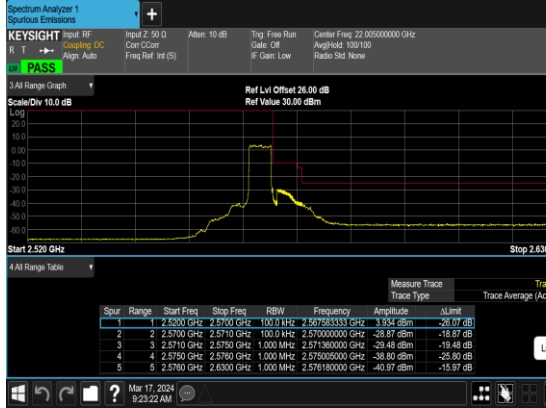 Spectrum Analyzer 1
Spurious Emissions
KEYSIGHT Input: RF
R T Coupling: DC
Align: Auto
Input Z: 50 Ω
Corr CCorr
Freq Ref: Int (S)
Atten: 10 dB
Trig: Free Run
Gate: Off
IF Gain: Low
Center Freq: 22.005000000 GHz
Avg|Hold: 100/100
Radio Std: None
PASS
3 All Range Graph
Ref Lvl Offset 26.00 dB
Scale/Div 10.0 dB Ref Value 30.00 dBm
Log
20.0
10.0
0.00
-10.0
-20.0
-30.0
-40.0
-50.0
-60.0
Start 2.520 GHz Stop 2.630
4 All Range Table
Measure Trace Tra
Trace Type Trace Average (Ac
Spur Range Start Freq Stop Freq RBW Frequency Amplitude ΔLimit
1 1 2.5200 GHz 2.5700 GHz 100.0 kHz 2.567583333 GHz 3.934 dBm -26.07 dB
2 2 2.5700 GHz 2.5710 GHz 100.0 kHz 2.570000000 GHz -28.87 dBm -18.87 dB
3 3 2.5710 GHz 2.5750 GHz 1.000 MHz 2.571360000 GHz -29.48 dBm -19.48 dB
4 4 2.5750 GHz 2.5760 GHz 1.000 MHz 2.575005000 GHz -38.80 dBm -25.80 dB
5 5 2.5760 GHz 2.6300 GHz 1.000 MHz 2.576180000 GHz -40.97 dBm -15.97 dB
Mar 17, 2024
9:23:22 AM